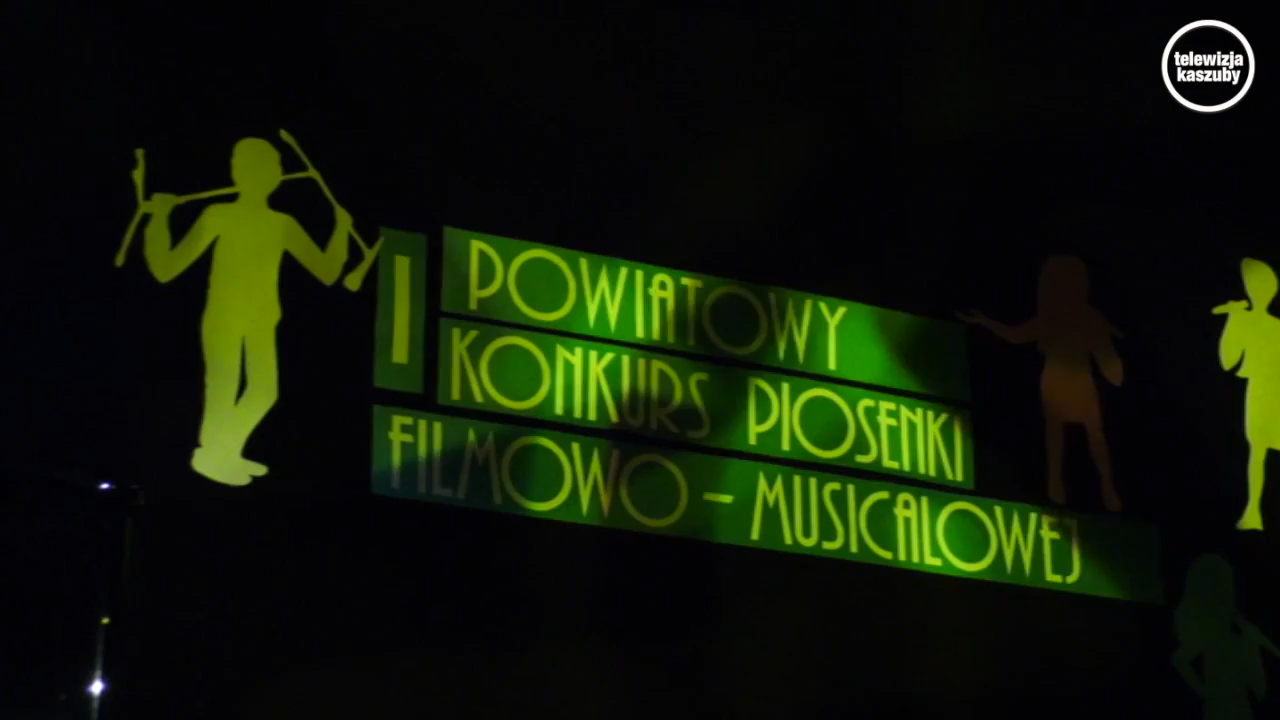 telewizja
kaszuby
I POWIATOWY
KONKURS PIOSENKI
FILMOWO – MUSICALOWEJ